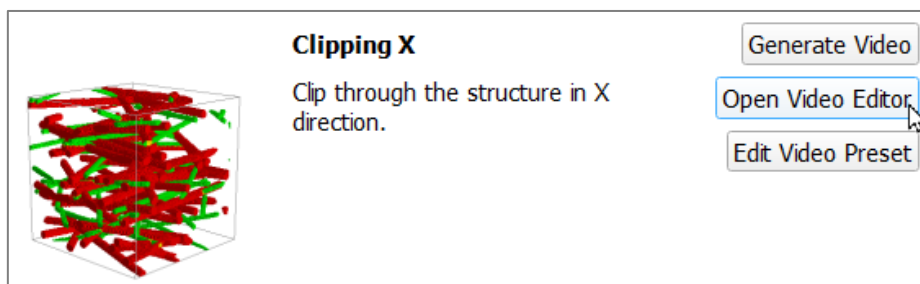 Clipping X
Generate Video
Clip through the structure in X
direction.
Open Video Editor
Edit Video Preset